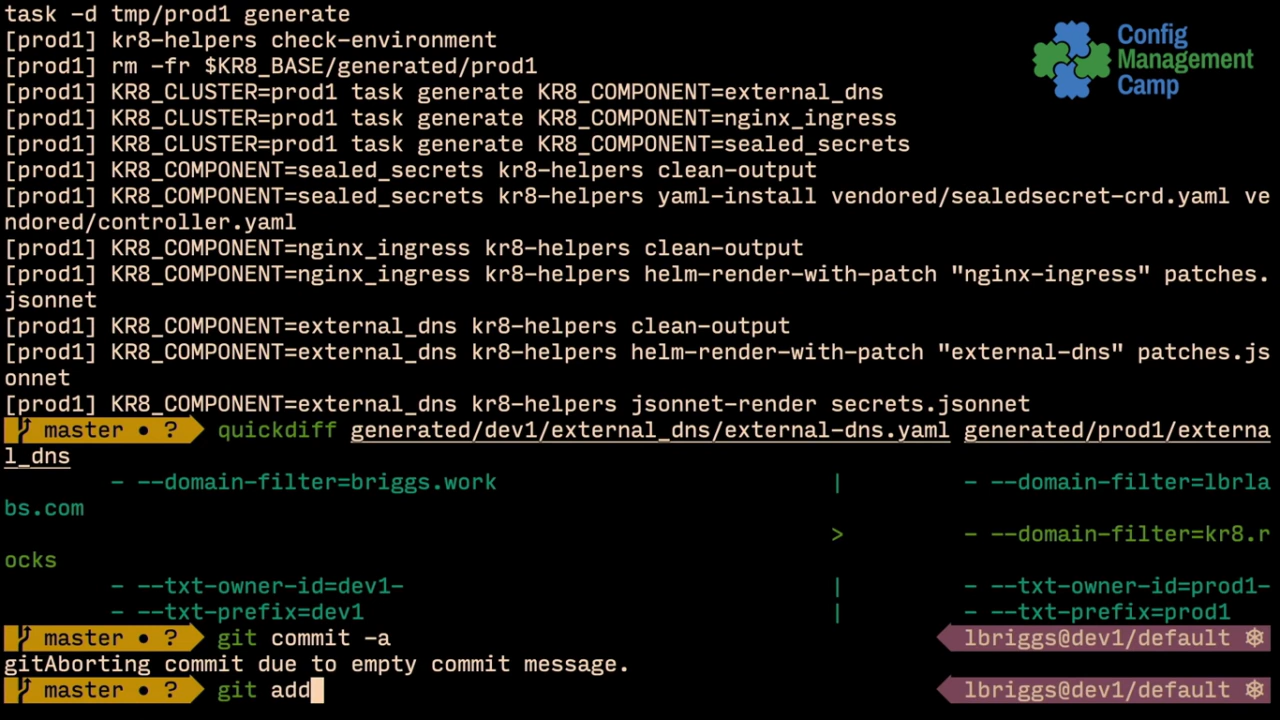 task -d tmp/prod1 generate
[prod1] kr8-helpers check-environment
[prod1] rm -fr $KR8_BASE/generated/prod1
[prod1] KR8_CLUSTER=prod1 task generate KR8_COMPONENT=external_dns
[prod1] KR8_CLUSTER=prod1 task generate KR8_COMPONENT=nginx_ingress
[prod1] KR8_CLUSTER=prod1 task generate KR8_COMPONENT=sealed_secrets
[prod1] KR8_COMPONENT=sealed_secrets kr8-helpers clean-output
[prod1] KR8_COMPONENT=sealed_secrets kr8-helpers yaml-install vendored/sealedsecret-crd.yaml ve
ndored/controller.yaml
[prod1] KR8_COMPONENT=nginx_ingress kr8-helpers clean-output
[prod1] KR8_COMPONENT=nginx_ingress kr8-helpers helm-render-with-patch "nginx-ingress" patches.
jsonnet
[prod1] KR8_COMPONENT=external_dns kr8-helpers clean-output
[prod1] KR8_COMPONENT=external_dns kr8-helpers helm-render-with-patch "external-dns" patches.js
onnet
[prod1] KR8_COMPONENT=external_dns kr8-helpers jsonnet-render secrets.jsonnet
master • ? quickdiff generated/dev1/external_dns/external-dns.yaml generated/prod1/externa
l_dns
- --domain-filter=briggs.work | - --domain-filter=lbrla
bs.com
> - --domain-filter=kr8.r
ocks
- --txt-owner-id=dev1- | - --txt-owner-id=prod1-
- --txt-prefix=dev1 | - --txt-prefix=prod1
master • ? git commit -a lbriggs@dev1/default
gitAborting commit due to empty commit message.
master • ? git add lbriggs@dev1/default
Config
Management
Camp